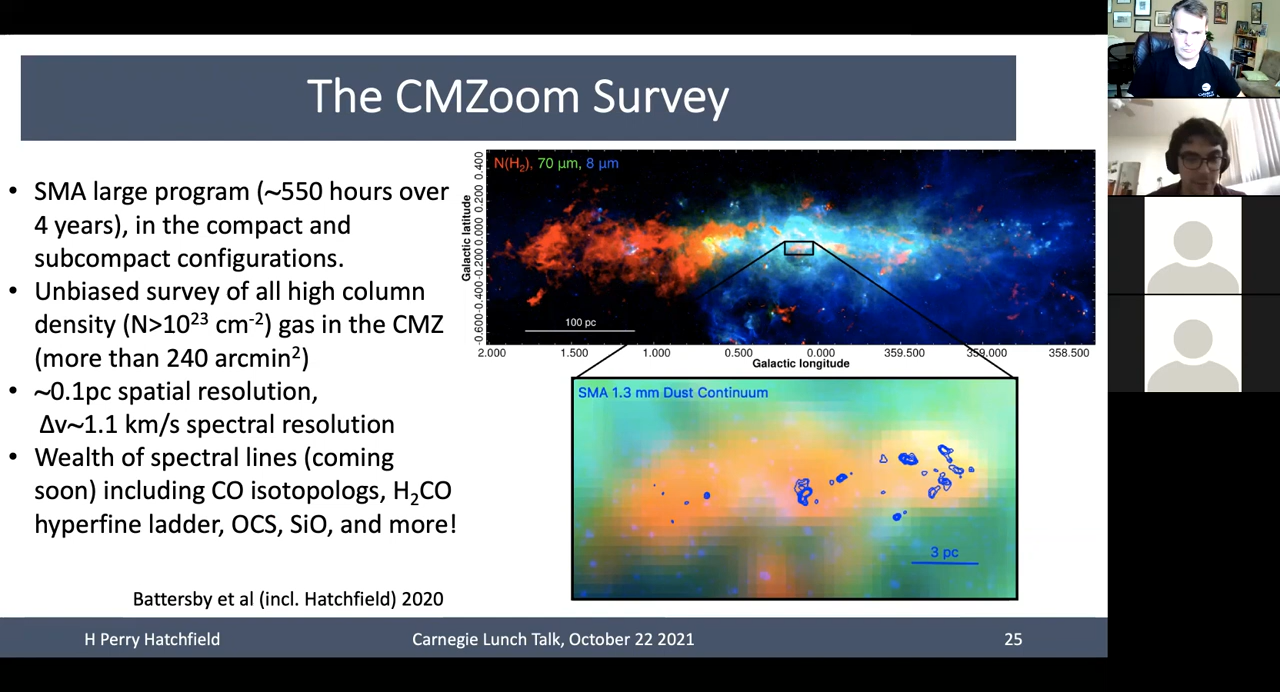 The CMZoom Survey
• SMA large program (~550 hours over
4 years), in the compact and
subcompact configurations.
• Unbiased survey of all high column
density (N>10²³ cm⁻²) gas in the CMZ
(more than 240 arcmin²)
• ~0.1pc spatial resolution,
Δv~1.1 km/s spectral resolution
• Wealth of spectral lines (coming
soon) including CO isotopologs, H₂CO
hyperfine ladder, OCS, SiO, and more!
Battersby et al (incl. Hatchfield) 2020
N(H₂), 70 μm, 8 μm
Galactic latitude
0.400
0.200
0.000
-0.200
-0.400
-0.600
100 pc
2.000 1.500 1.000 0.500 0.000 359.500 359.000 358.500
Galactic longitude
SMA 1.3 mm Dust Continuum
3 pc
H Perry Hatchfield Carnegie Lunch Talk, October 22 2021 25